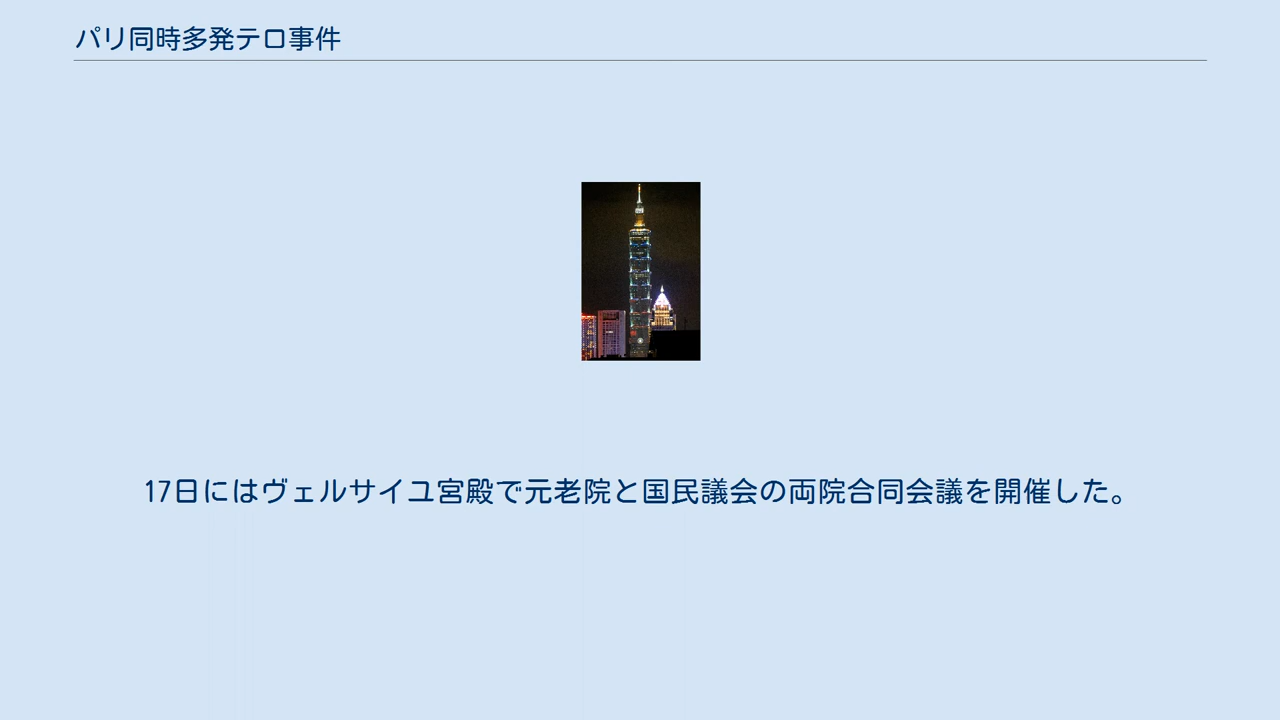 パリ同時多発テロ事件
17日にはヴェルサイユ宮殿で元老院と国民議会の両院合同会議を開催した。